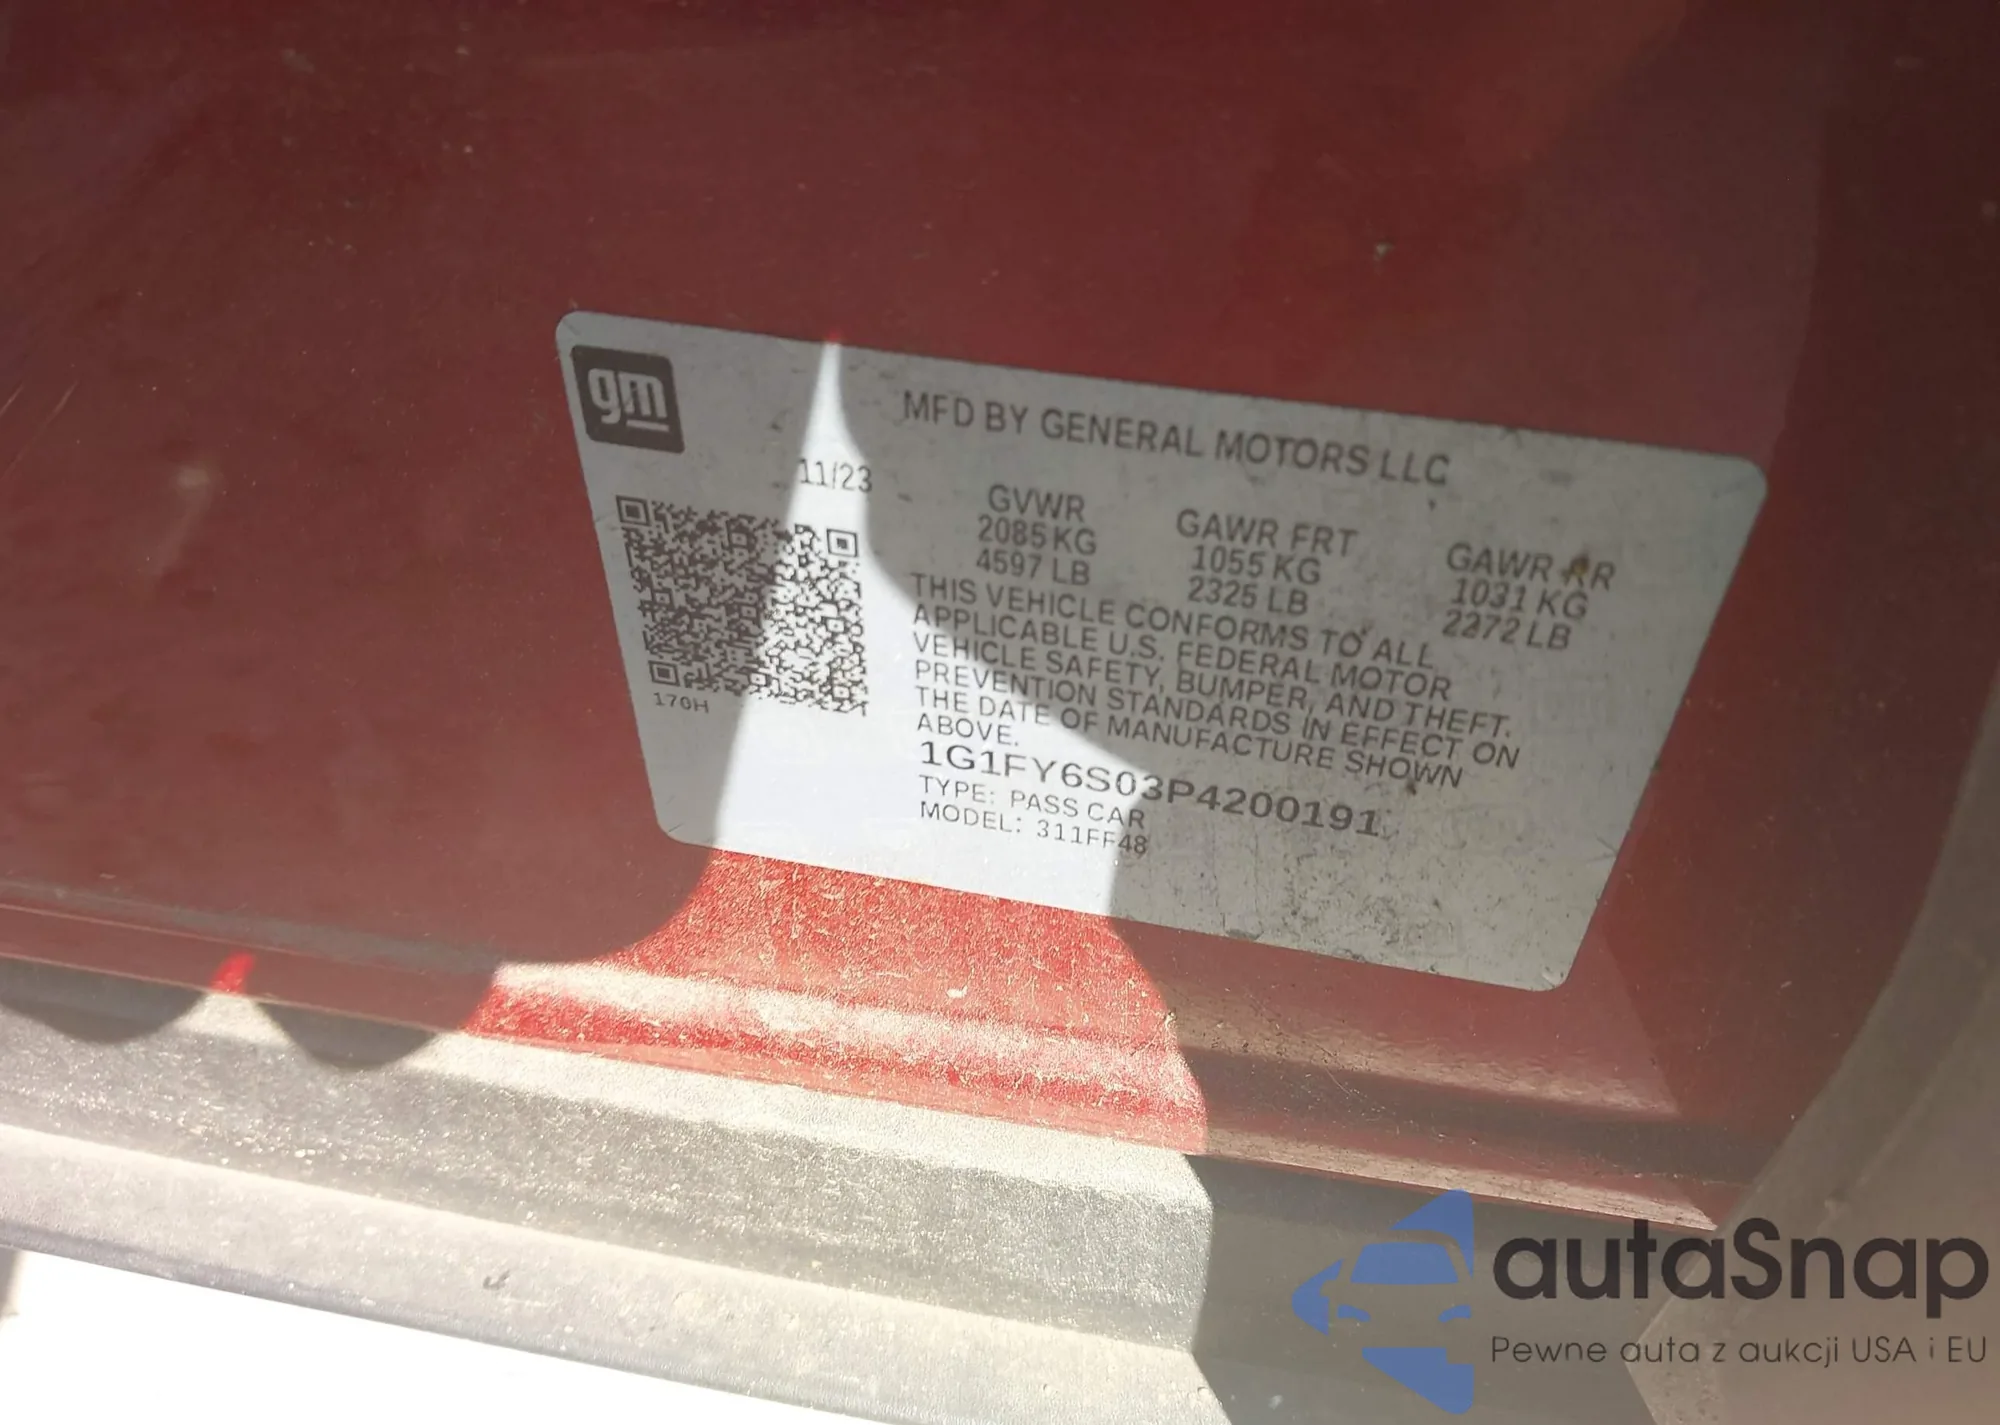 gm
MFD BY GENERAL MOTORS LLC
11/23
GVWR GAWR FRT GAWR RR
2085 KG 1055 KG 1031 KG
4597 LB 2325 LB 2272 LB
THIS VEHICLE CONFORMS TO ALL
APPLICABLE U.S. FEDERAL MOTOR
VEHICLE SAFETY, BUMPER, AND THEFT.
PREVENTION STANDARDS IN EFFECT ON
THE DATE OF MANUFACTURE SHOWN
ABOVE.
1G1FY6S03P4200191
TYPE: PASS CAR
MODEL: 311FF48
170H
autaSnap
Pewne auta z aukcji USA i EU